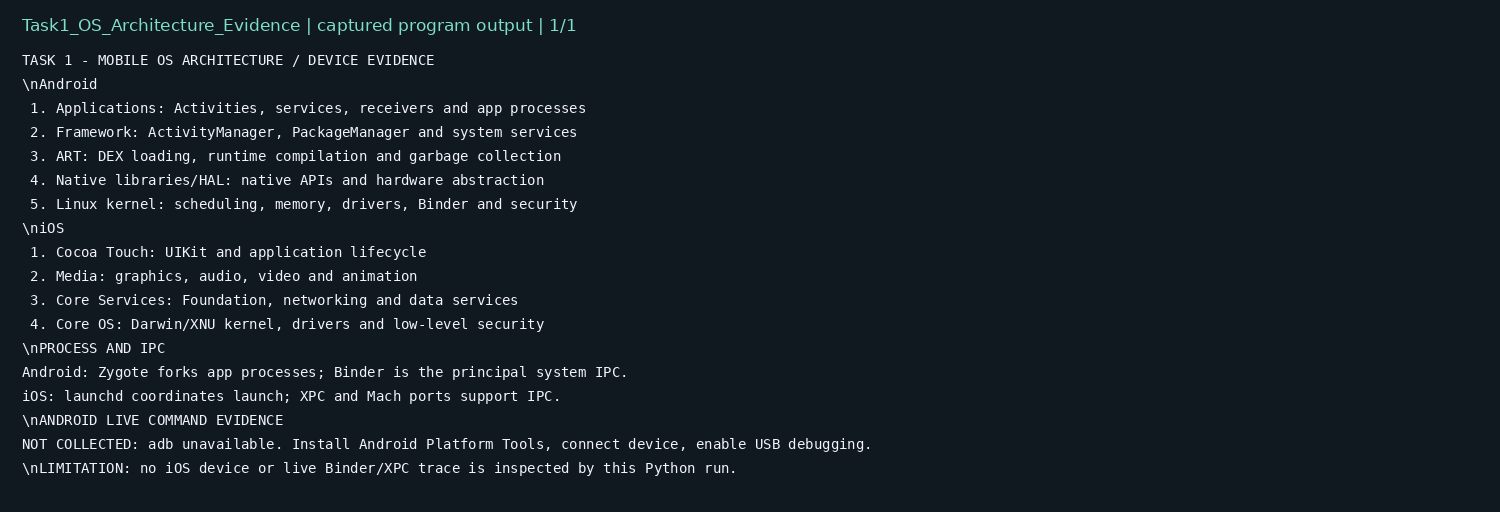 Task1_OS_Architecture_Evidence | captured program output | 1/1
TASK 1 - MOBILE OS ARCHITECTURE / DEVICE EVIDENCE
\nAndroid
1. Applications: Activities, services, receivers and app processes
2. Framework: ActivityManager, PackageManager and system services
3. ART: DEX loading, runtime compilation and garbage collection
4. Native libraries/HAL: native APIs and hardware abstraction
5. Linux kernel: scheduling, memory, drivers, Binder and security
\niOS
1. Cocoa Touch: UIKit and application lifecycle
2. Media: graphics, audio, video and animation
3. Core Services: Foundation, networking and data services
4. Core OS: Darwin/XNU kernel, drivers and low-level security
\nPROCESS AND IPC
Android: Zygote forks app processes; Binder is the principal system IPC.
iOS: launchd coordinates launch; XPC and Mach ports support IPC.
\nANDROID LIVE COMMAND EVIDENCE
NOT COLLECTED: adb unavailable. Install Android Platform Tools, connect device, enable USB debugging.
\nLIMITATION: no iOS device or live Binder/XPC trace is inspected by this Python run.